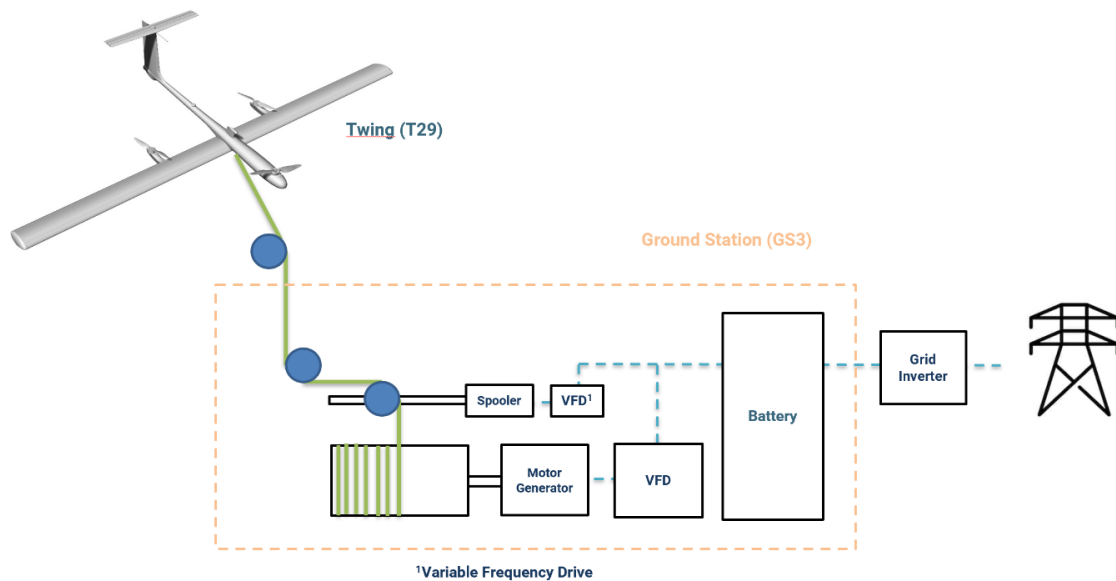 Twing (T29)
Ground Station (GS3)
Spooler
VFD¹
Grid
Inverter
Battery
Motor
Generator
VFD
¹Variable Frequency Drive